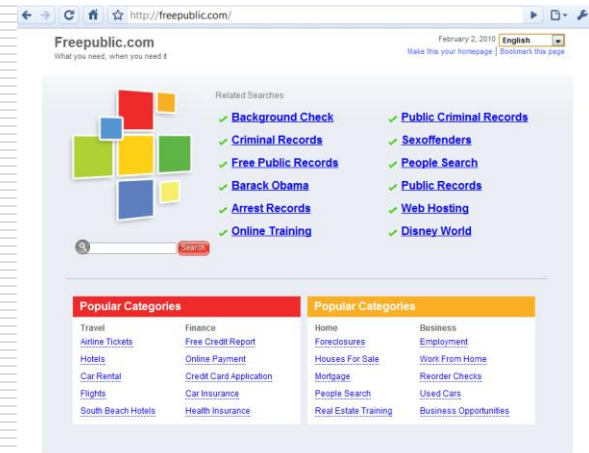 http://freepublic.com/
Freepublic.com
What you need, when you need it
February 2, 2010 English
Make this your homepage | Bookmark this page
Related Searches
Background Check
Public Criminal Records
Criminal Records
Sexoffenders
Free Public Records
People Search
Barack Obama
Public Records
Arrest Records
Web Hosting
Online Training
Disney World
Search
Popular Categories
Popular Categories
Travel Finance Home Business
Airline Tickets Free Credit Report Foreclosures Employment
Hotels Online Payment Houses For Sale Work From Home
Car Rental Credit Card Application Mortgage Reorder Checks
Flights Car Insurance People Search Used Cars
South Beach Hotels Health Insurance Real Estate Training Business Opportunities